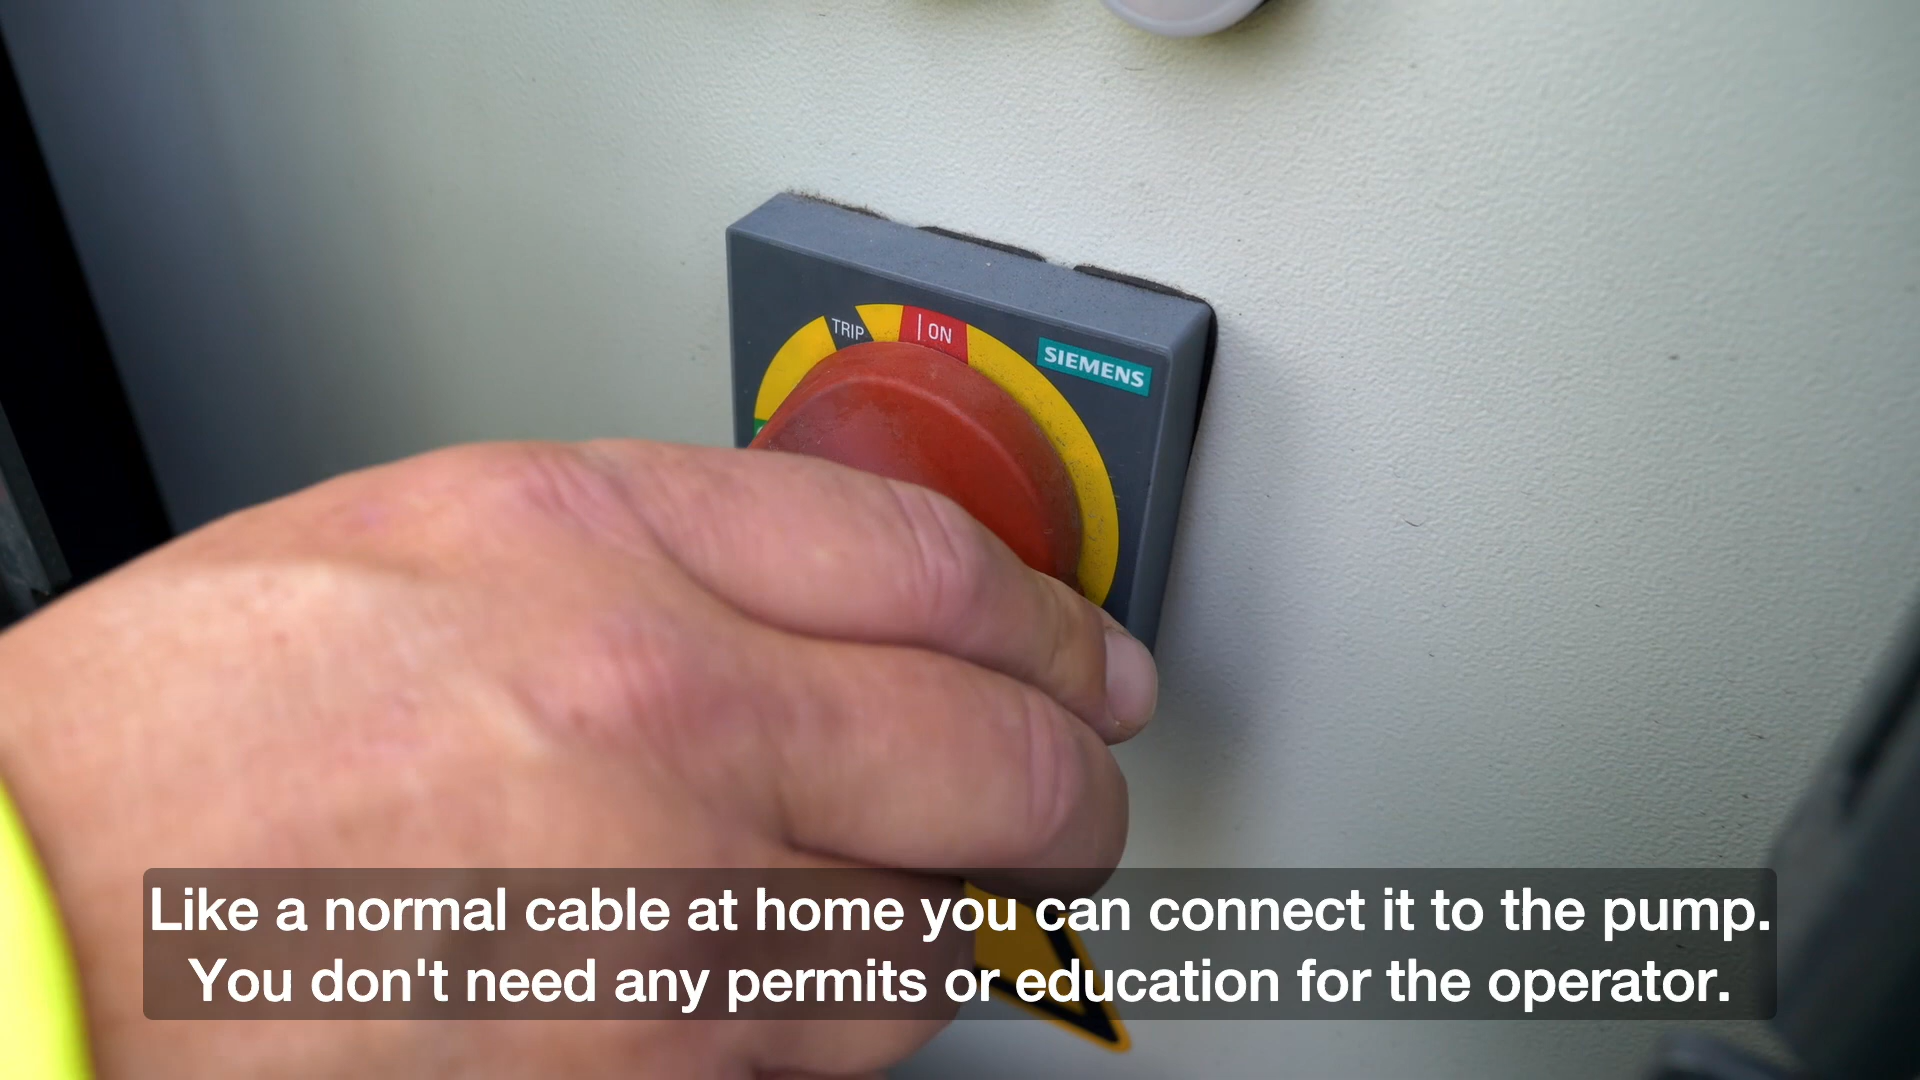 TRIP
| ON
SIEMENS
Like a normal cable at home you can connect it to the pump.
You don't need any permits or education for the operator.